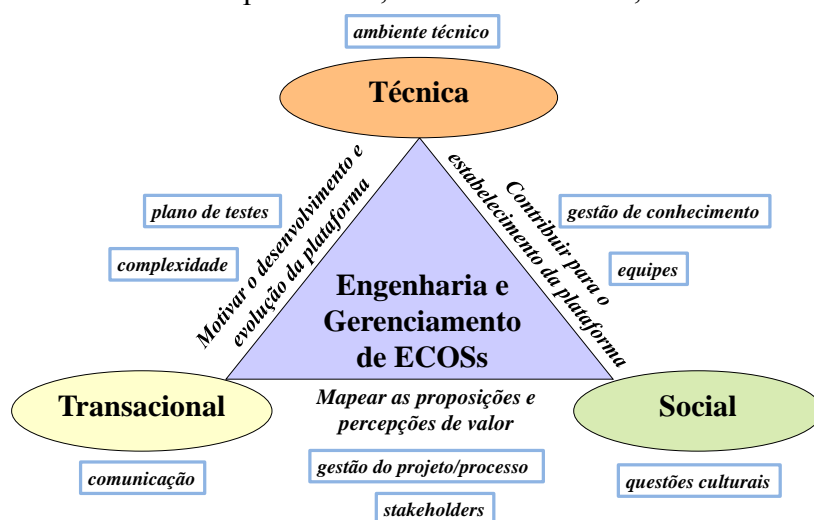 ambiente técnico
Técnica
Motivar o desenvolvimento e
evolução da plataforma
Contribuir para o
estabelecimento da plataforma
plano de testes
complexidade
gestão de conhecimento
equipes
Engenharia e
Gerenciamento
de ECOSs
Transacional
Social
Mapear as proposições e
percepções de valor
comunicação
gestão do projeto/processo
stakeholders
questões culturais